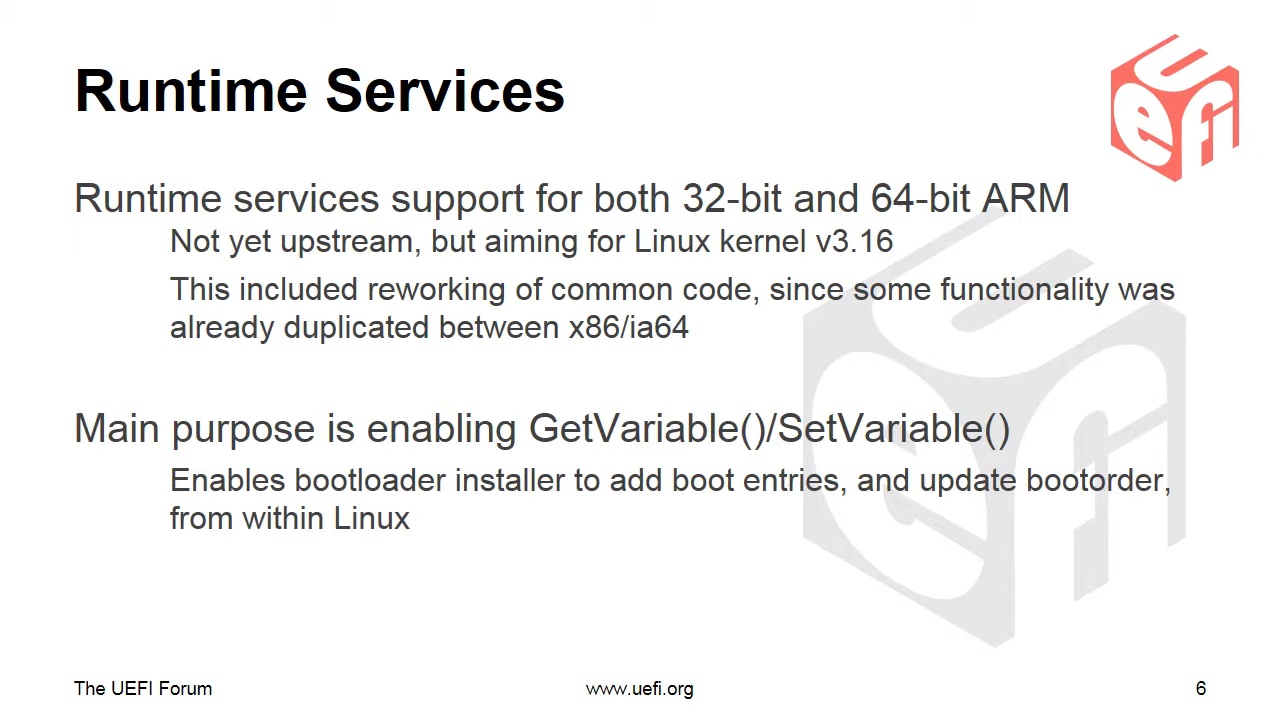 Runtime Services
Runtime services support for both 32-bit and 64-bit ARM
Not yet upstream, but aiming for Linux kernel v3.16
This included reworking of common code, since some functionality was
already duplicated between x86/ia64
Main purpose is enabling GetVariable()/SetVariable()
Enables bootloader installer to add boot entries, and update bootorder,
from within Linux
The UEFI Forum
www.uefi.org
6
uefi
uefi